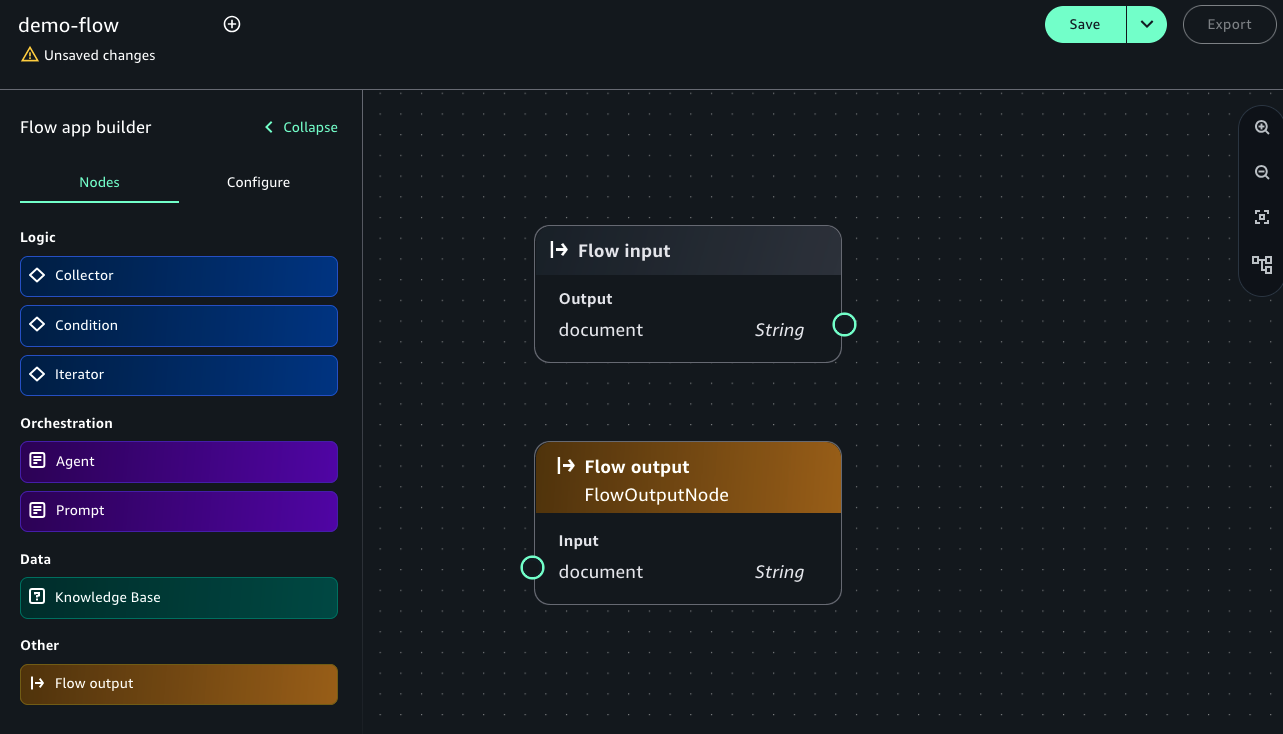 demo-flow
Unsaved changes
Save
Export
Flow app builder
Collapse
Nodes
Configure
Logic
Collector
Condition
Iterator
Orchestration
Agent
Prompt
Data
Knowledge Base
Other
Flow output
Flow input
Output
document String
Flow output
FlowOutputNode
Input
document String